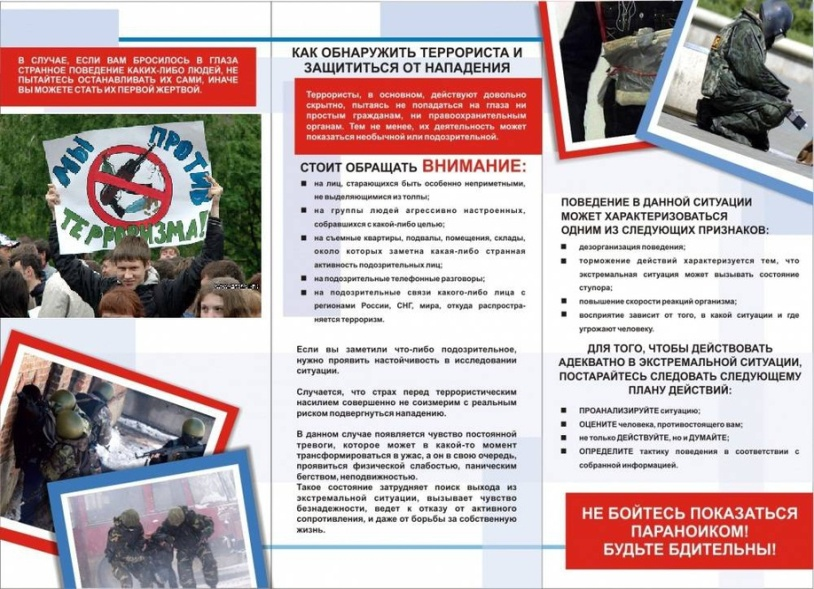 В СЛУЧАЕ, ЕСЛИ ВАМ БРОСИЛОСЬ В ГЛАЗА
СТРАННОЕ ПОВЕДЕНИЕ КАКИХ-ЛИБО ЛЮДЕЙ, НЕ
ПЫТАЙТЕСЬ ОСТАНАВЛИВАТЬ ИХ САМИ, ИНАЧЕ
ВЫ МОЖЕТЕ СТАТЬ ИХ ПЕРВОЙ ЖЕРТВОЙ.
МЫ ПРОТИВ
ТЕРРОРИЗМА!
КАК ОБНАРУЖИТЬ ТЕРРОРИСТА И
ЗАЩИТИТЬСЯ ОТ НАПАДЕНИЯ
Террористы, в основном, действуют довольно
скрытно, пытаясь не попадаться на глаза ни
простым гражданам, ни правоохранительным
органам. Тем не менее, их деятельность может
показаться необычной или подозрительной.
СТОИТ ОБРАЩАТЬ ВНИМАНИЕ:
■ на лиц, старающихся быть особенно неприметными,
не выделяющимися из толпы;
■ на группы людей агрессивно настроенных,
собравшихся с какой-либо целью;
■ на съемные квартиры, подвалы, помещения, склады,
около которых заметна какая-либо странная
активность подозрительных лиц;
■ на подозрительные телефонные разговоры;
■ на подозрительные связи какого-либо лица с
регионами России, СНГ, мира, откуда распростра-
няется терроризм.
Если вы заметили что-либо подозрительное,
нужно проявить настойчивость в исследовании
ситуации.
Случается, что страх перед террористическим
насилием совершенно не соизмерим с реальным
риском подвергнуться нападению.
В данном случае появляется чувство постоянной
тревоги, которое может в какой-то момент
трансформироваться в ужас, а он в свою очередь,
проявиться физической слабостью, паническим
бегством, неподвижностью.
Такое состояние затрудняет поиск выхода из
экстремальной ситуации, вызывает чувство
безнадежности, ведет к отказу от активного
сопротивления, и даже от борьбы за собственную
жизнь.
ПОВЕДЕНИЕ В ДАННОЙ СИТУАЦИИ
МОЖЕТ ХАРАКТЕРИЗОВАТЬСЯ
ОДНИМ ИЗ СЛЕДУЮЩИХ ПРИЗНАКОВ:
■ дезорганизация поведения;
■ торможение действий характеризуется тем, что
экстремальная ситуация может вызывать состояние
ступора;
■ повышение скорости реакций организма;
■ восприятие зависит от того, в какой ситуации и где
угрожают человеку.
ДЛЯ ТОГО, ЧТОБЫ ДЕЙСТВОВАТЬ
АДЕКВАТНО В ЭКСТРЕМАЛЬНОЙ СИТУАЦИИ,
ПОСТАРАЙТЕСЬ СЛЕДОВАТЬ СЛЕДУЮЩЕМУ
ПЛАНУ ДЕЙСТВИЙ:
■ ПРОАНАЛИЗИРУЙТЕ ситуацию;
■ ОЦЕНИТЕ человека, противостоящего вам;
■ не только ДЕЙСТВУЙТЕ, но и ДУМАЙТЕ;
■ ОПРЕДЕЛИТЕ тактику поведения в соответствии с
собранной информацией.
НЕ БОЙТЕСЬ ПОКАЗАТЬСЯ
ПАРАНОИКОМ!
БУДЬТЕ БДИТЕЛЬНЫ!